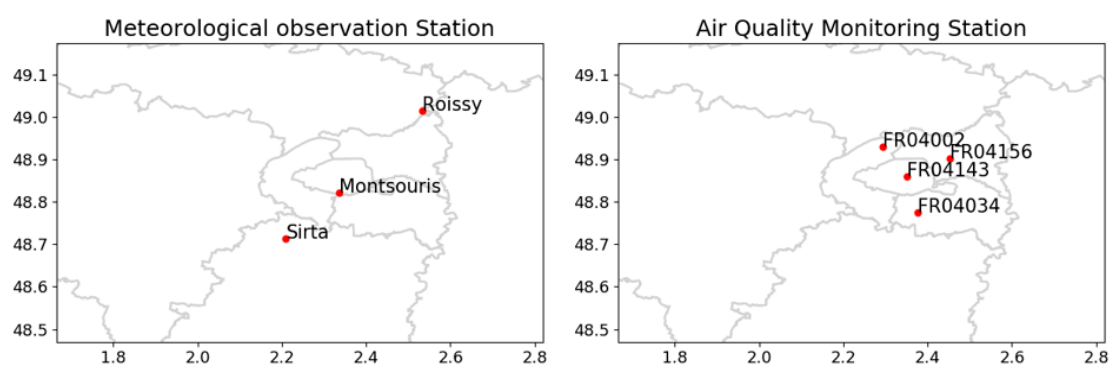 Meteorological observation Station
49.1
49.0
48.9
48.8
48.7
48.6
48.5
Roissy
Montsouris
Sirta
1.8 2.0 2.2 2.4 2.6 2.8
Air Quality Monitoring Station
49.1
49.0
48.9
48.8
48.7
48.6
48.5
FR04002
FR04156
FR04143
FR04034
1.8 2.0 2.2 2.4 2.6 2.8